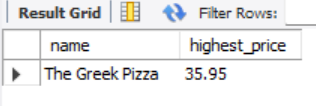 Result Grid Filter Rows:
name highest_price
The Greek Pizza 35.95